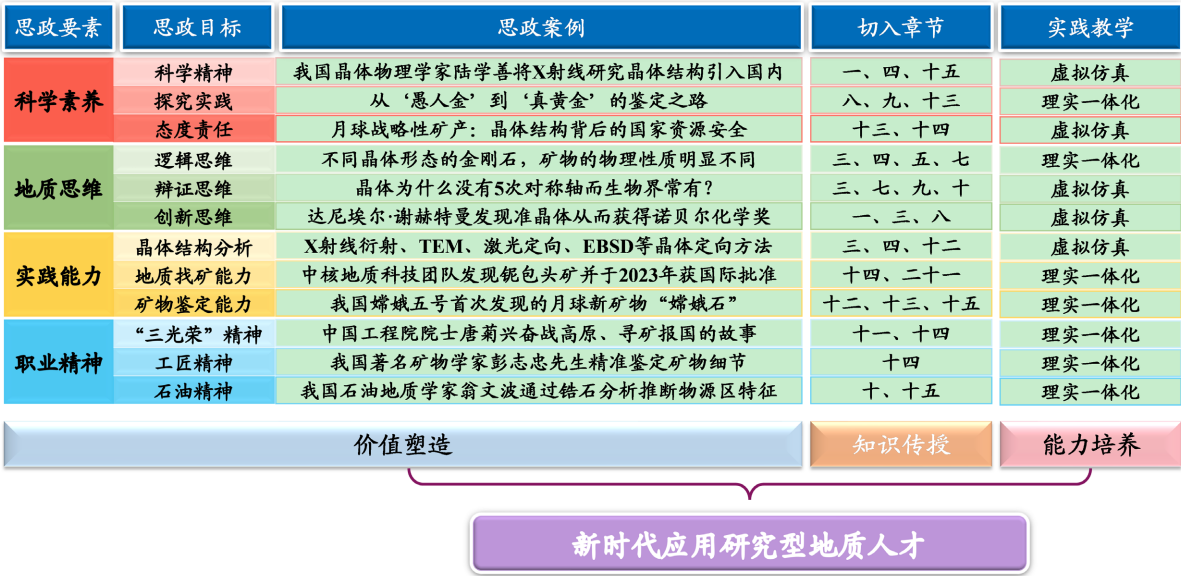 思政要素 思政目标 思政案例 切入章节 实践教学
科学素养
科学精神 我国晶体物理学家陆学善将X射线研究晶体结构引入国内 一、四、十五 虚拟仿真
探究实践 从‘愚人金’到‘真黄金’的鉴定之路 八、九、十三 理实一体化
态度责任 月球战略性矿产：晶体结构背后的国家资源安全 十三、十四 虚拟仿真
地质思维
逻辑思维 不同晶体形态的金刚石，矿物的物理性质明显不同 三、四、五、七 理实一体化
辩证思维 晶体为什么没有5次对称轴而生物界常有？ 三、七、九、十 虚拟仿真
创新思维 达尼埃尔·谢赫特曼发现准晶体从而获得诺贝尔化学奖 一、三、八 虚拟仿真
实践能力
晶体结构分析 X射线衍射、TEM、激光定向、EBSD等晶体定向方法 三、四、十二 虚拟仿真
地质找矿能力 中核地质科技团队发现铌包头矿并于2023年获国际批准 十四、二十一 理实一体化
矿物鉴定能力 我国嫦娥五号首次发现的月球新矿物“嫦娥石” 十二、十三、十五 理实一体化
职业精神
“三光荣”精神 中国工程院院士唐菊兴奋战高原、寻矿报国的故事 十一、十四 理实一体化
工匠精神 我国著名矿物学家彭志忠先生精准鉴定矿物细节 十四 理实一体化
石油精神 我国石油地质学家翁文波通过锆石分析推断物源区特征 十、十五 理实一体化
价值塑造 知识传授 能力培养
新时代应用研究型地质人才